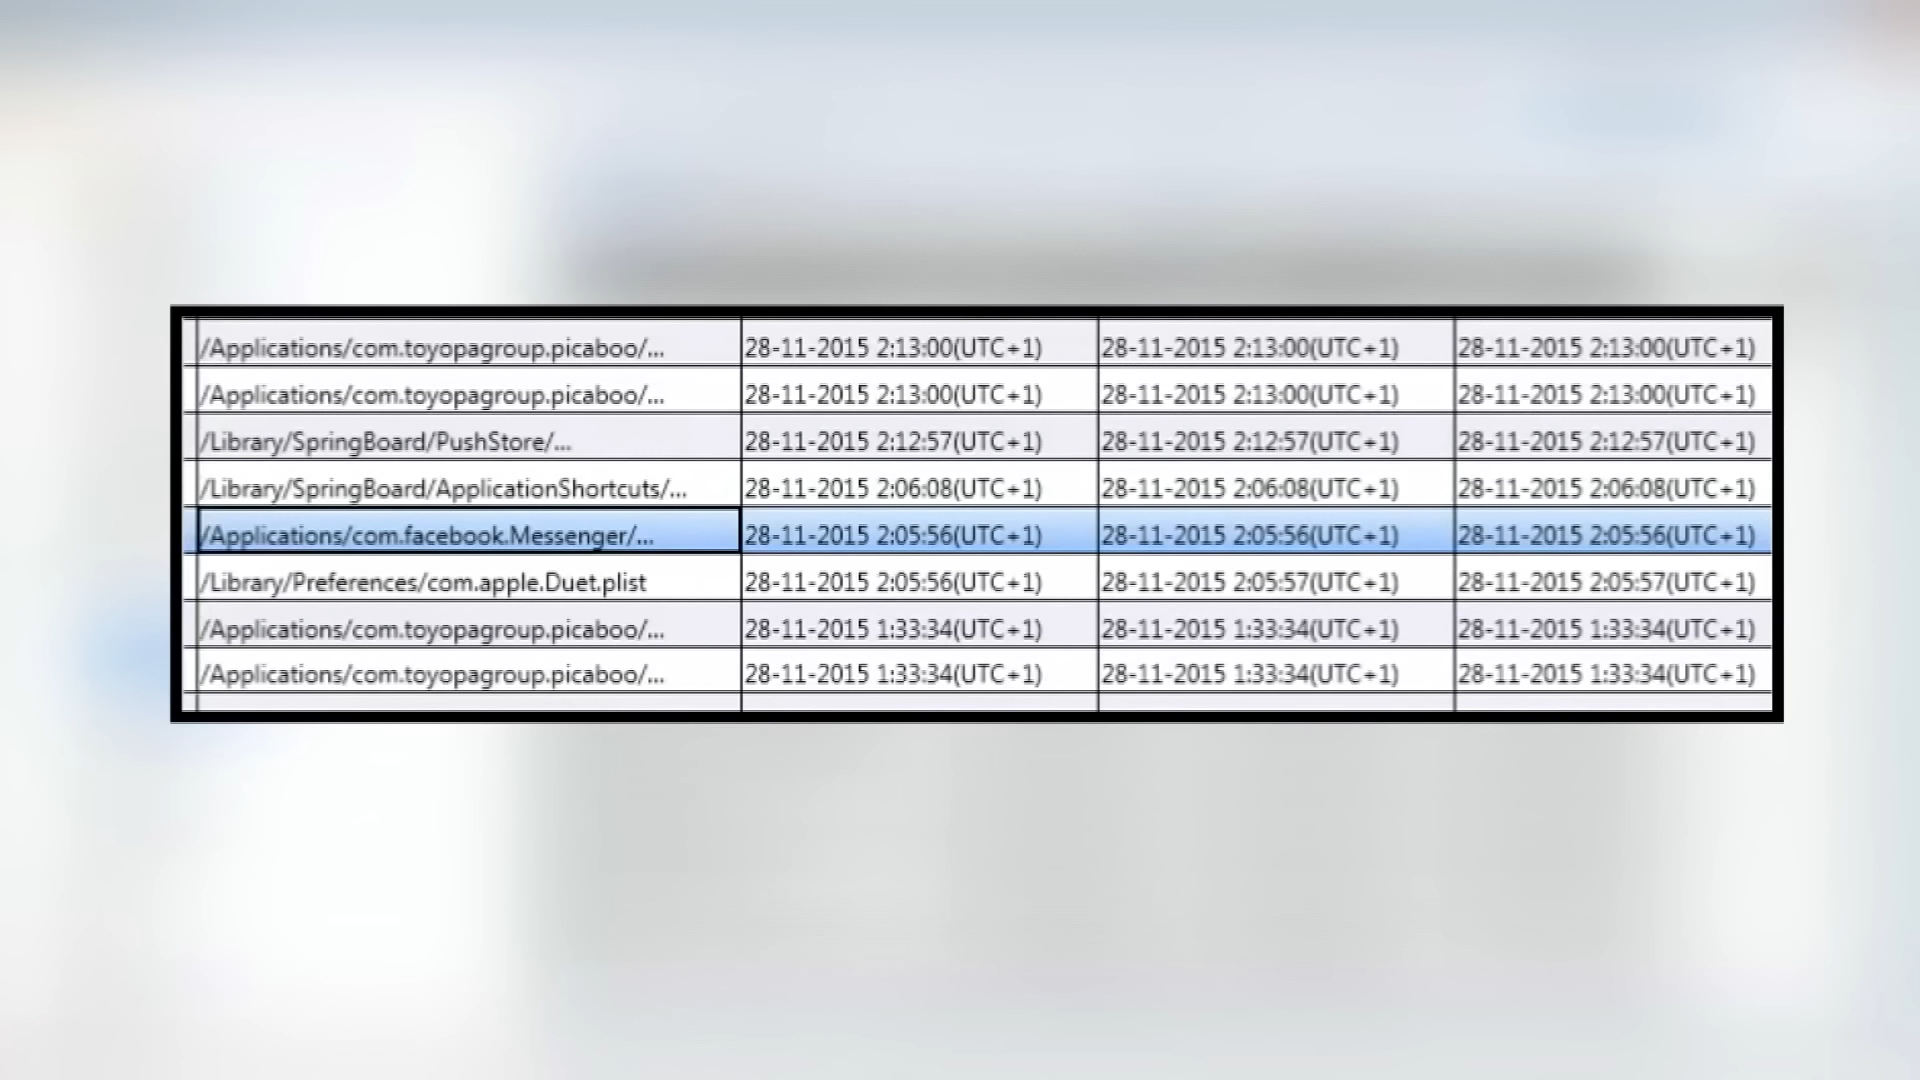 /Applications/com.toyopagroup.picaboo/... 28-11-2015 2:13:00(UTC+1) 28-11-2015 2:13:00(UTC+1) 28-11-2015 2:13:00(UTC+1)
/Applications/com.toyopagroup.picaboo/... 28-11-2015 2:13:00(UTC+1) 28-11-2015 2:13:00(UTC+1) 28-11-2015 2:13:00(UTC+1)
/Library/SpringBoard/PushStore/... 28-11-2015 2:12:57(UTC+1) 28-11-2015 2:12:57(UTC+1) 28-11-2015 2:12:57(UTC+1)
/Library/SpringBoard/ApplicationShortcuts/... 28-11-2015 2:06:08(UTC+1) 28-11-2015 2:06:08(UTC+1) 28-11-2015 2:06:08(UTC+1)
/Applications/com.facebook.Messenger/... 28-11-2015 2:05:56(UTC+1) 28-11-2015 2:05:56(UTC+1) 28-11-2015 2:05:56(UTC+1)
/Library/Preferences/com.apple.Duet.plist 28-11-2015 2:05:56(UTC+1) 28-11-2015 2:05:57(UTC+1) 28-11-2015 2:05:57(UTC+1)
/Applications/com.toyopagroup.picaboo/... 28-11-2015 1:33:34(UTC+1) 28-11-2015 1:33:34(UTC+1) 28-11-2015 1:33:34(UTC+1)
/Applications/com.toyopagroup.picaboo/... 28-11-2015 1:33:34(UTC+1) 28-11-2015 1:33:34(UTC+1) 28-11-2015 1:33:34(UTC+1)